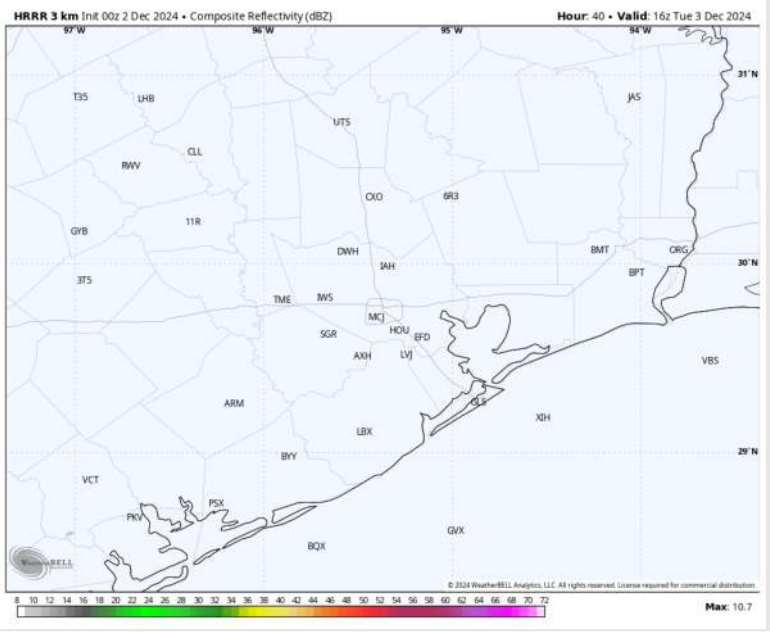 HRRR 3 km Init 00z 2 Dec 2024 • Composite Reflectivity (dBZ) Hour: 40 • Valid: 16z Tue 3 Dec 2024
97°W 96°W 95°W 94°W
31°N
T35 LHB JAS
UTS
CLL
RWV
CXO 6R3
11R
GYB
DWH BMT ORG
IAH 30°N
3T5 BPT
TME IWS
MCJ
SGR HOU EFD
AXH LVJ VBS
ARM GLS
XIH
LBX
BYY 29°N
VCT
PSX
PKV
GVX
BQX
WeatherBELL
© 2024 WeatherBELL Analytics, LLC. All rights reserved. License required for commercial distribution.
8 10 12 14 16 18 20 22 24 26 28 30 32 34 36 38 40 42 44 46 48 50 52 54 56 58 60 62 64 66 68 70 72 Max: 10.7